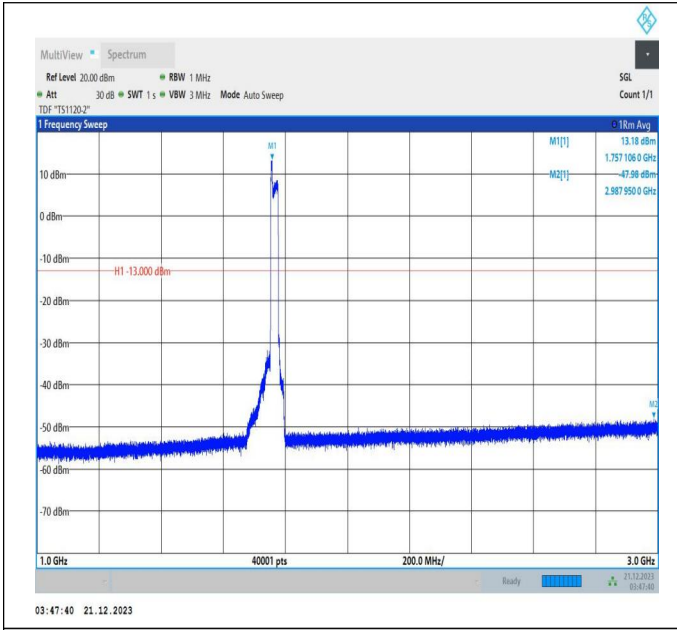 R&S
MultiView Spectrum
Ref Level 20.00 dBm RBW 1 MHz SGL
Att 30 dB SWT 1 s VBW 3 MHz Mode Auto Sweep Count 1/1
TDF "TS1120-2"
1 Frequency Sweep 1Rm Avg
M1 M1[1] 13.18 dBm
1.757 106 0 GHz
10 dBm M2[1] -47.98 dBm
2.987 950 0 GHz
0 dBm
-10 dBm
H1 -13.000 dBm
-20 dBm
-30 dBm
-40 dBm
M2
-50 dBm
-60 dBm
-70 dBm
1.0 GHz 40001 pts 200.0 MHz/ 3.0 GHz
Ready 21.12.2023
03:47:40
03:47:40 21.12.2023